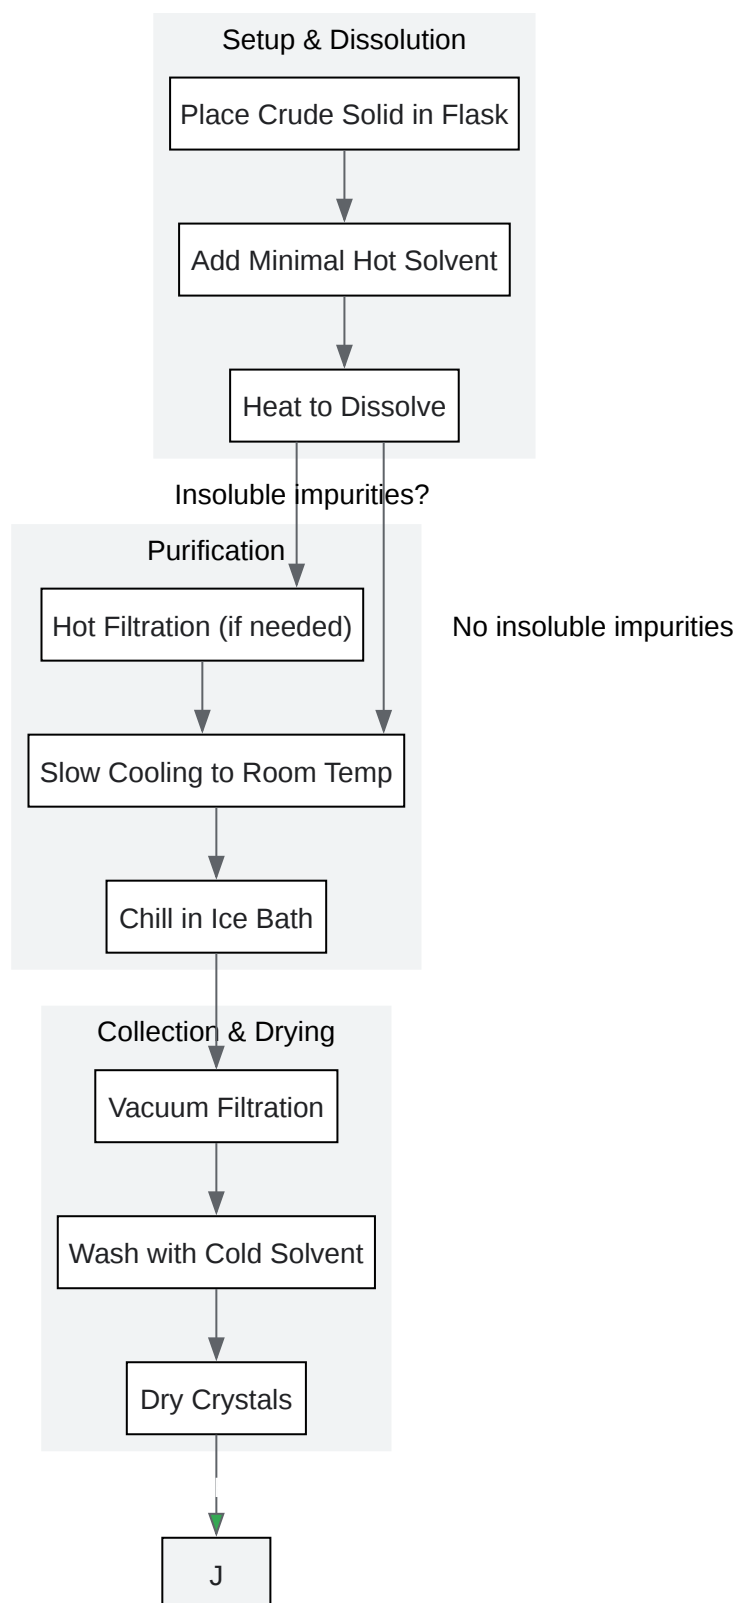 Setup & Dissolution
Place Crude Solid in Flask
Add Minimal Hot Solvent
Heat to Dissolve
Insoluble impurities?
Purification
Hot Filtration (if needed)
No insoluble impurities
Slow Cooling to Room Temp
Chill in Ice Bath
Collection & Drying
Vacuum Filtration
Wash with Cold Solvent
Dry Crystals
J